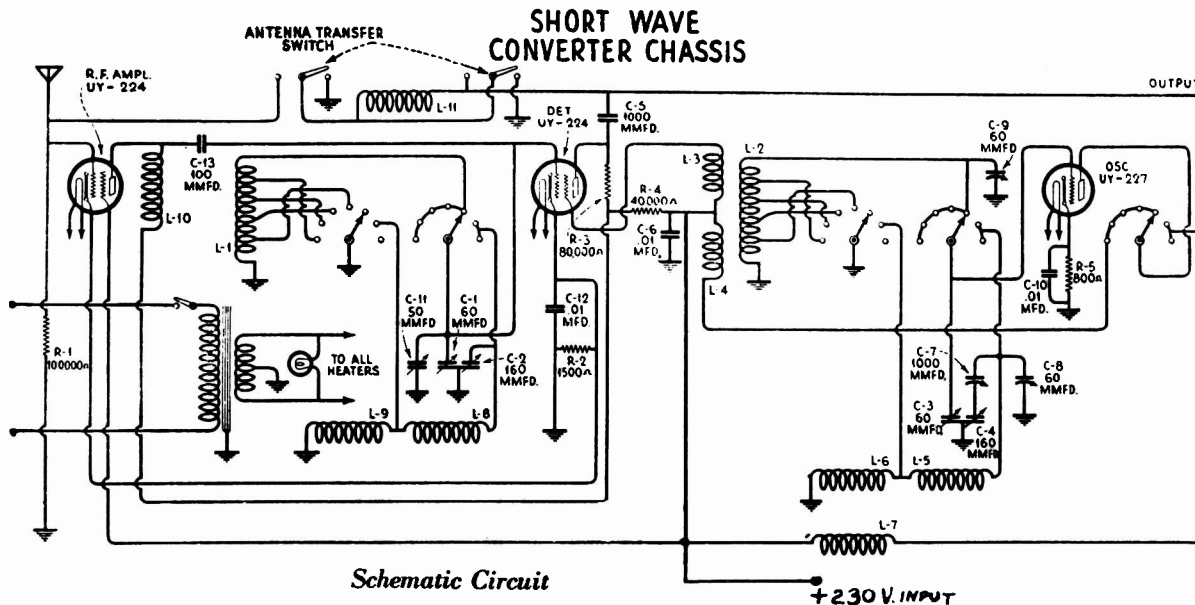 SHORT WAVE
CONVERTER CHASSIS
ANTENNA TRANSFER
SWITCH
R.F. AMPL.
UY-224
L-11
DET
UY-224
C-5
1000
MMFD.
OUTPUT
C-13
100
MMFD.
L-10
L-1
L-3
L-2
C-9
60
MMFD
OSC
UY-227
R-4
40000Ω
C-6
.01
MFD.
R-3
80,000Ω
L-4
R-1
100000Ω
TO ALL
HEATERS
C-11
50
MMFD
C-1
60
MMFD
C-2
160
MMFD.
C-12
.01
MFD.
R-2
1500Ω
C-10
.01
MFD.
R-5
800Ω
C-7
1000
MMFD.
C-8
60
MMFD
C-3
60
MMFD
C-4
160
MMFD
L-9
L-8
L-6
L-5
L-7
Schematic Circuit
+230 V. INPUT